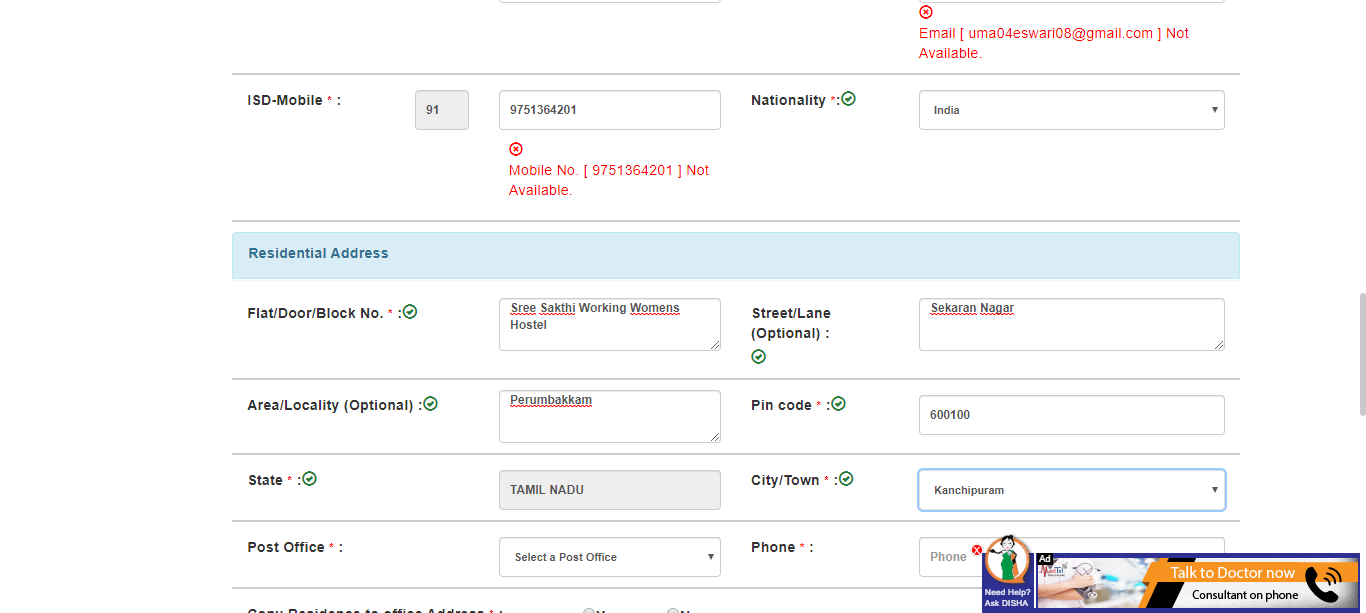 Email [ uma04eswari08@gmail.com ] Not
Available.
ISD-Mobile * :
91
9751364201
Nationality *:
India
Mobile No. [ 9751364201 ] Not
Available.
Residential Address
Flat/Door/Block No. * :
Sree Sakthi Working Womens
Hostel
Street/Lane
(Optional) :
Sekaran Nagar
Area/Locality (Optional) :
Perumbakkam
Pin code * :
600100
State * :
TAMIL NADU
City/Town * :
Kanchipuram
Post Office * :
Select a Post Office
Phone * :
Phone
Need Help?
Ask DISHA
Ad
Talk to Doctor now
Consultant on phone
Copy Residence to office Address * :